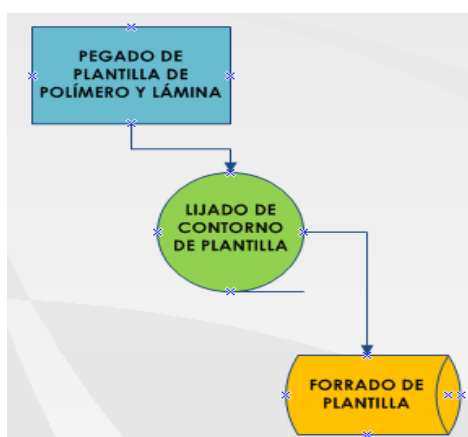 PEGADO DE
PLANTILLA DE
POLÍMERO Y LÁMINA
LIJADO DE
CONTORNO
DE PLANTILLA
FORRADO DE
PLANTILLA